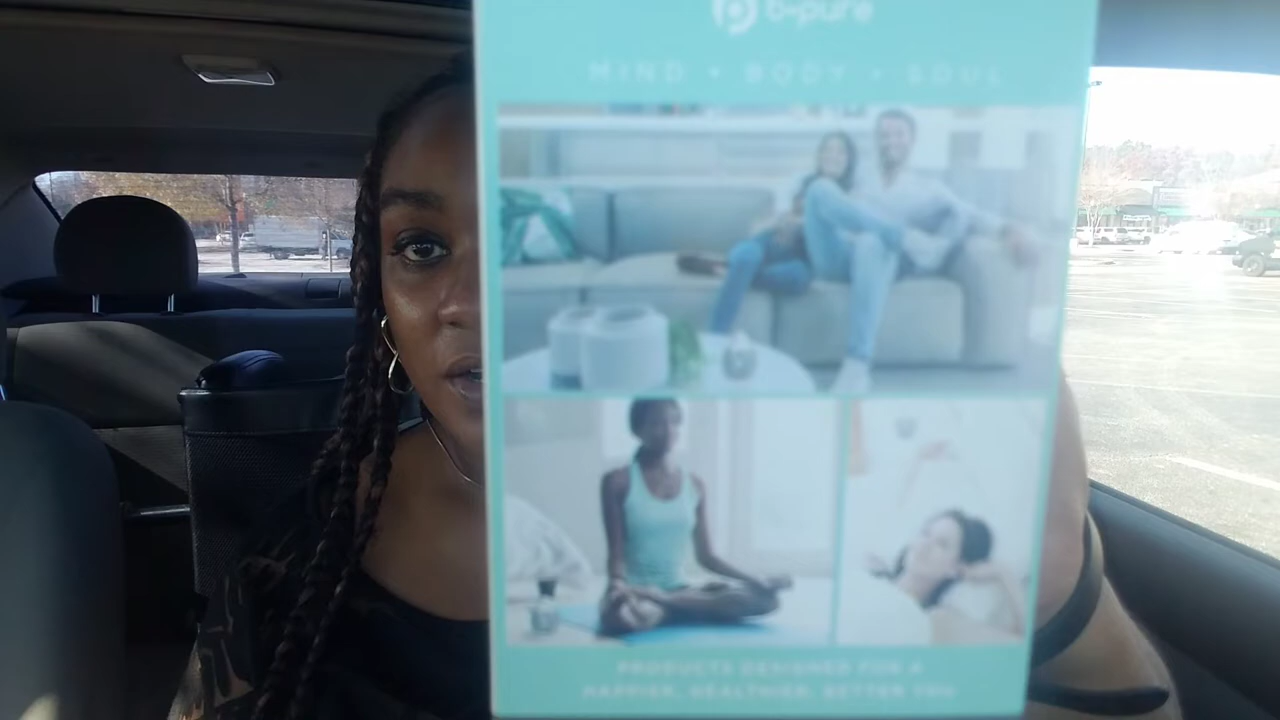 b•pure
MIND • BODY • SOUL
PRODUCTS DESIGNED FOR A
HAPPIER, HEALTHIER, BETTER YOU